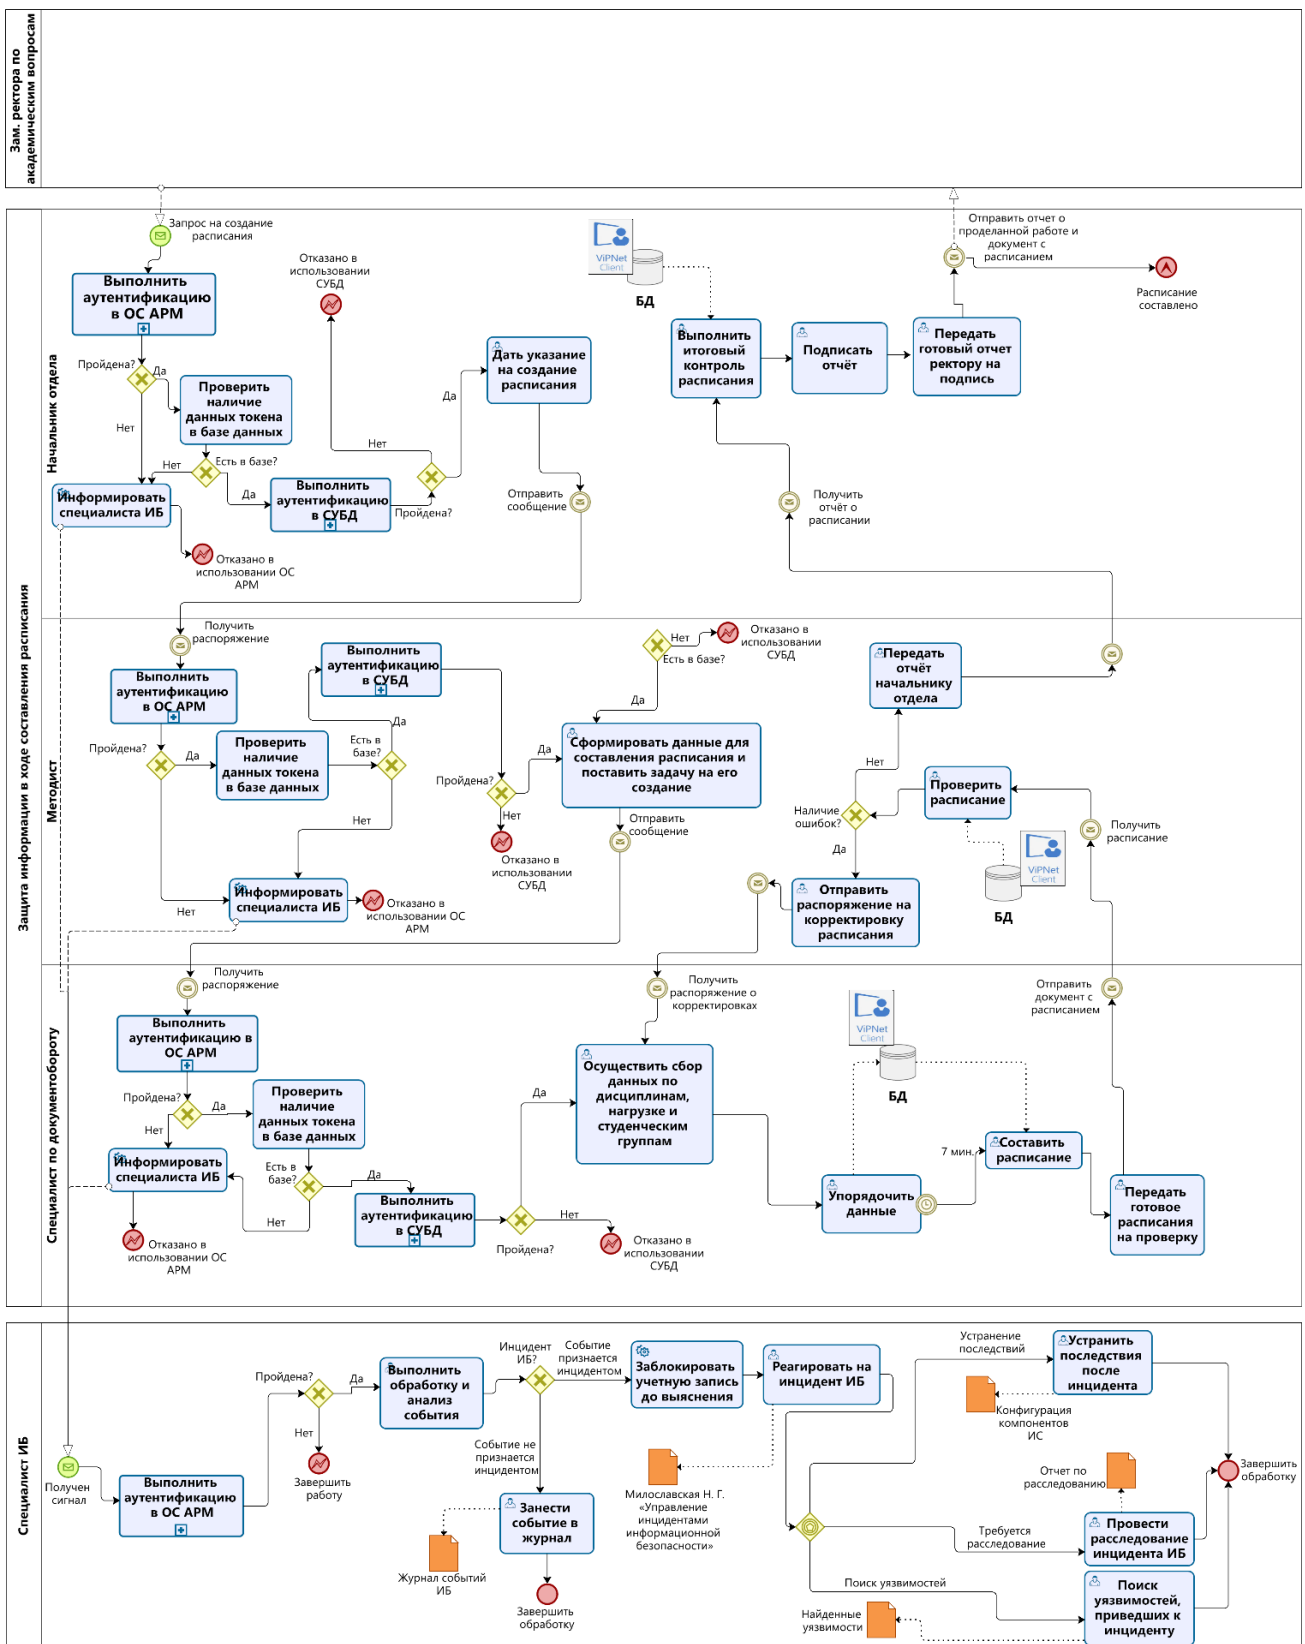 Зам. ректора по
академическим вопросам
Защита информации в ходе составления расписания
Начальник отдела
Запрос на создание
расписания
Выполнить
аутентификацию
в ОС АРМ
Пройдена?
Да
Нет
Проверить
наличие
данных токена
в базе данных
Есть в базе?
Нет
Да
Информировать
специалиста ИБ
Отказано в
использовании ОС
АРМ
Выполнить
аутентификацию
в СУБД
Пройдена?
Нет
Да
Отказано в
использовании
СУБД
Дать указание
на создание
расписания
Отправить
сообщение
ViPNet
Client
БД
Выполнить
итоговый
контроль
расписания
Подписать
отчёт
Передать
готовый отчет
ректору на
подпись
Отправить отчет о
проделанной работе и
документ с
расписанием
Расписание
составлено
Получить
отчёт о
расписании
Методист
Получить
распоряжение
Выполнить
аутентификацию
в ОС АРМ
Пройдена?
Да
Нет
Проверить
наличие
данных токена
в базе данных
Есть в
базе?
Да
Нет
Выполнить
аутентификацию
в СУБД
Информировать
специалиста ИБ
Отказано в
использовании ОС
АРМ
Пройдена?
Да
Нет
Отказано в
использовании
СУБД
Сформировать данные для
составления расписания и
поставить задачу на его
создание
Есть в базе?
Нет
Да
Отказано в
использовании
СУБД
Отправить
сообщение
Передать
отчёт
начальнику
отдела
Нет
Наличие
ошибок?
Да
Проверить
расписание
Получить
расписание
ViPNet
Client
БД
Отправить
распоряжение на
корректировку
расписания
Специалист по документобороту
Получить
распоряжение
Выполнить
аутентификацию в
ОС АРМ
Пройдена?
Да
Нет
Проверить
наличие
данных токена
в базе данных
Информировать
специалиста ИБ
Есть в
базе?
Да
Нет
Отказано в
использовании ОС
АРМ
Выполнить
аутентификацию
в СУБД
Пройдена?
Да
Нет
Отказано в
использовании
СУБД
Получить
распоряжение о
корректировках
Осуществить сбор
данных по
дисциплинам,
нагрузке и
студенческим
группам
ViPNet
Client
БД
Упорядочить
данные
7 мин.
Составить
расписание
Передать
готовое
расписания
на проверку
Отправить
документ с
расписанием
Специалист ИБ
Получен
сигнал
Выполнить
аутентификацию
в ОС АРМ
Пройдена?
Да
Нет
Завершить
работу
Выполнить
обработку и
анализ
события
Инцидент
ИБ?
Событие
признается
инцидентом
Событие не
признается
инцидентом
Занести
событие в
журнал
Журнал событий
ИБ
Завершить
обработку
Заблокировать
учетную запись
до выяснения
Реагировать на
инцидент ИБ
Милославская Н. Г.
«Управление
инцидентами
информационной
безопасности»
Устранение
последствий
Устранить
последствия
после
инцидента
Конфигурация
компонентов
ИС
Отчет по
расследованию
Требуется
расследование
Провести
расследование
инцидента ИБ
Завершить
обработку
Поиск уязвимостей
Поиск
уязвимостей,
приведших к
инциденту
Найденные
уязвимости